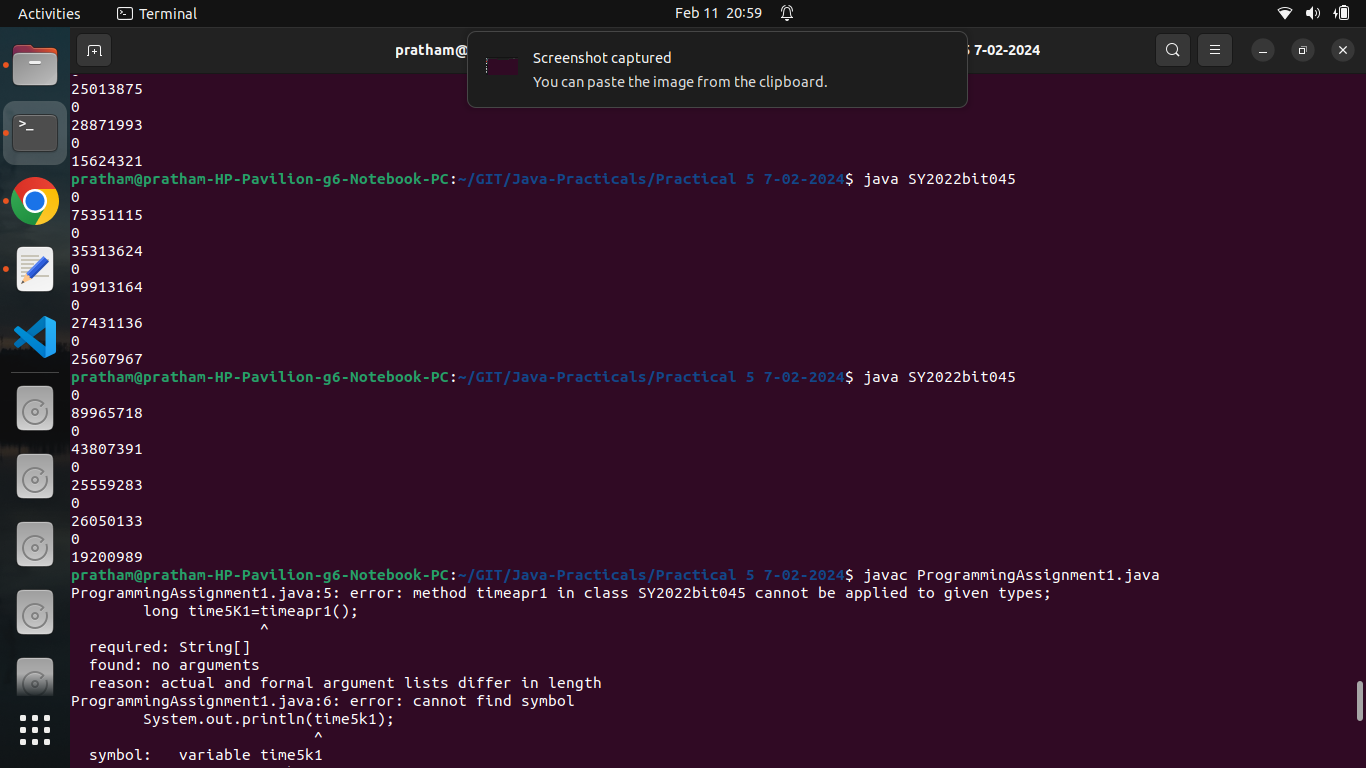 Activities
Terminal
Feb 11 20:59
pratham@
5 7-02-2024
Screenshot captured
You can paste the image from the clipboard.
25013875
0
28871993
0
15624321
pratham@pratham-HP-Pavilion-g6-Notebook-PC:~/GIT/Java-Practicals/Practical 5 7-02-2024$ java SY2022bit045
0
75351115
0
35313624
0
19913164
0
27431136
0
25607967
pratham@pratham-HP-Pavilion-g6-Notebook-PC:~/GIT/Java-Practicals/Practical 5 7-02-2024$ java SY2022bit045
0
89965718
0
43807391
0
25559283
0
26050133
0
19200989
pratham@pratham-HP-Pavilion-g6-Notebook-PC:~/GIT/Java-Practicals/Practical 5 7-02-2024$ javac ProgrammingAssignment1.java
ProgrammingAssignment1.java:5: error: method timeapr1 in class SY2022bit045 cannot be applied to given types;
        long time5K1=timeapr1();
                     ^
  required: String[]
  found: no arguments
  reason: actual and formal argument lists differ in length
ProgrammingAssignment1.java:6: error: cannot find symbol
        System.out.println(time5k1);
                           ^
  symbol:   variable time5k1